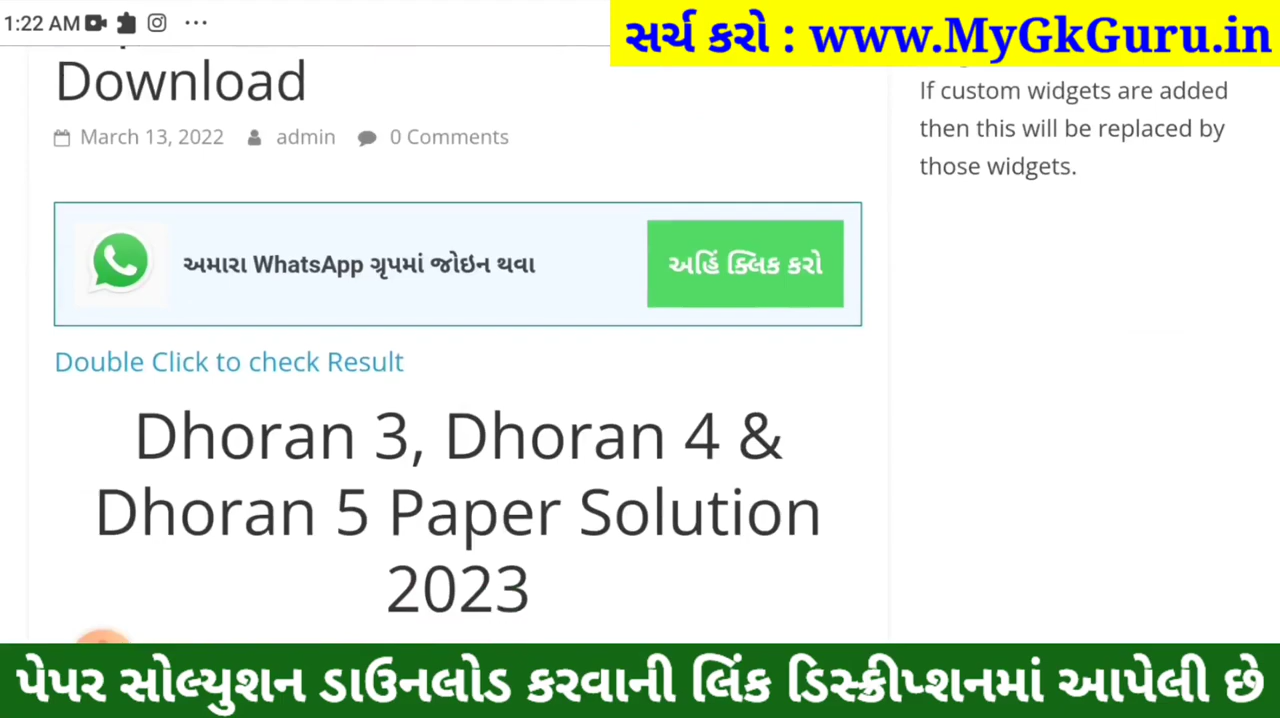 1:22 AM
સર્ચ કરો : www.MyGkGuru.in
Download
March 13, 2022 admin 0 Comments
If custom widgets are added
then this will be replaced by
those widgets.
અમારા WhatsApp ગ્રુપમાં જોઇન થવા
અહિં ક્લિક કરો
Double Click to check Result
Dhoran 3, Dhoran 4 &
Dhoran 5 Paper Solution
2023
પેપર સોલ્યુશન ડાઉનલોડ કરવાની લિંક ડિસ્ક્રીપ્શનમાં આપેલી છે